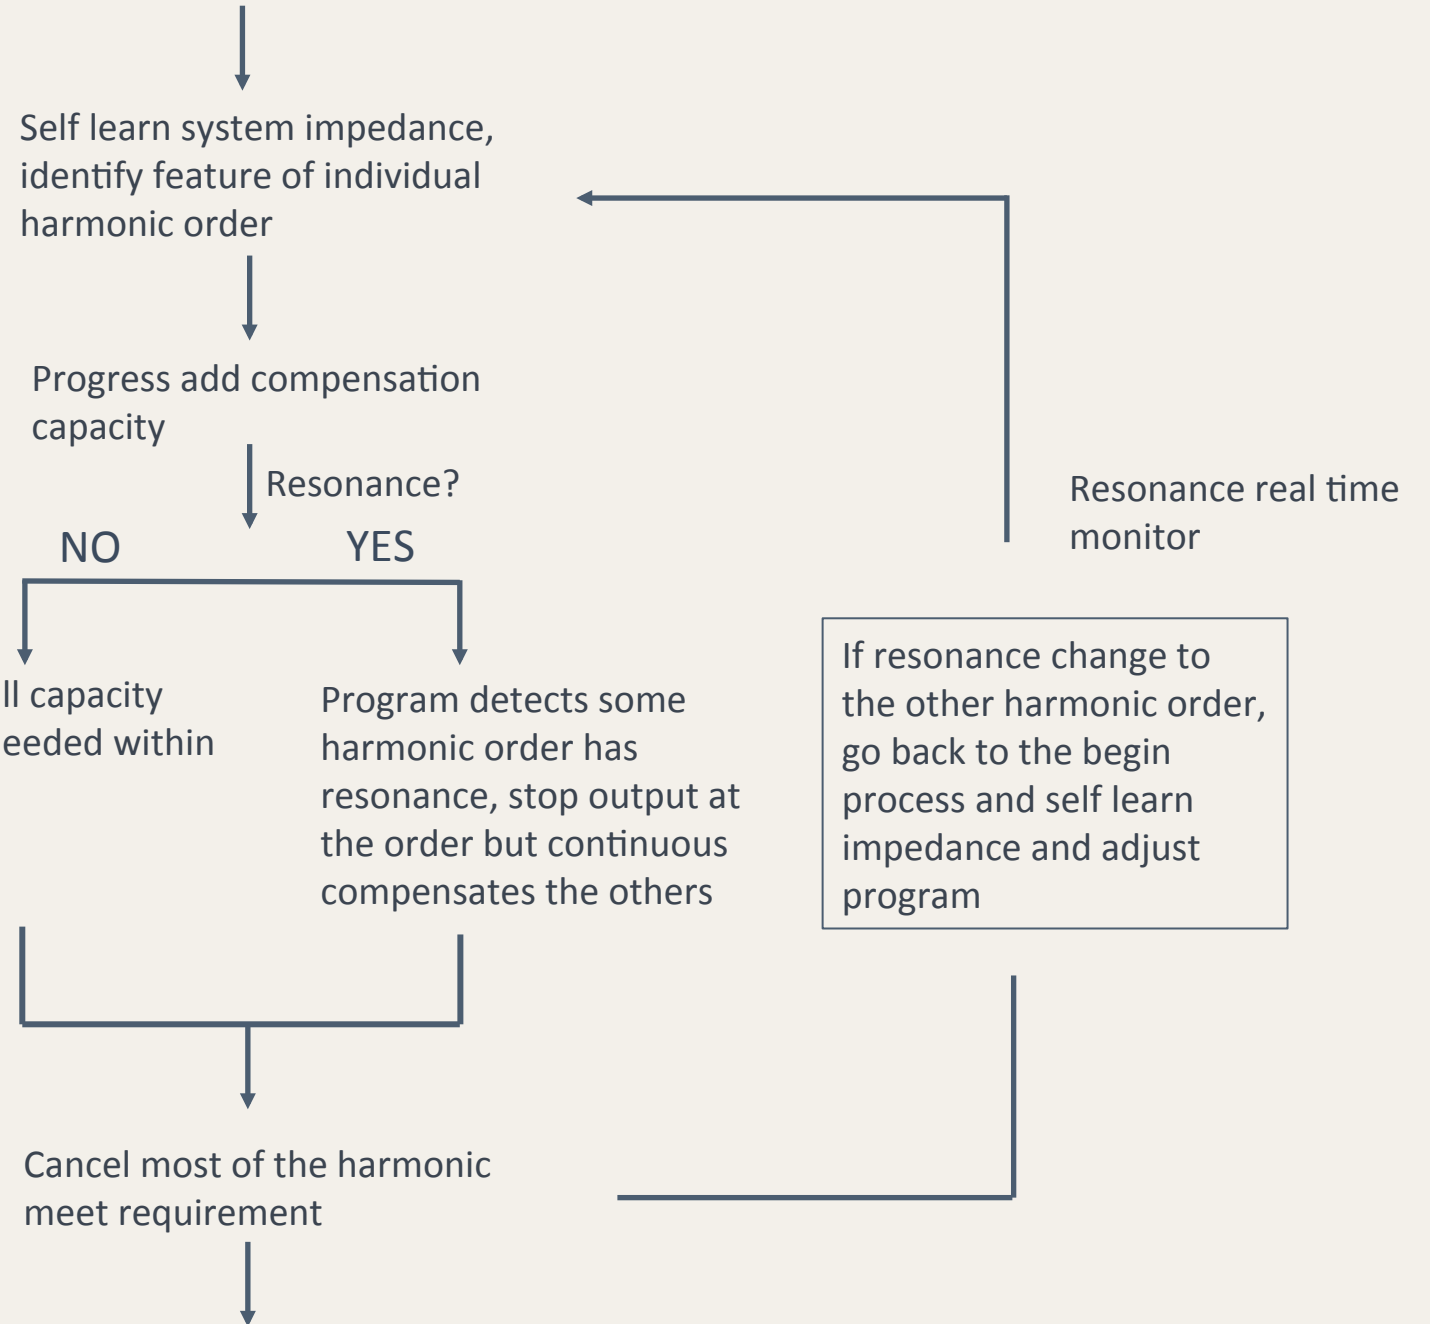 Self learn system impedance,
identify feature of individual
harmonic order
Progress add compensation
capacity
Resonance?
NO
YES
ll capacity
eeded within
Program detects some
harmonic order has
resonance, stop output at
the order but continuous
compensates the others
Cancel most of the harmonic
meet requirement
Resonance real time
monitor
If resonance change to
the other harmonic order,
go back to the begin
process and self learn
impedance and adjust
program